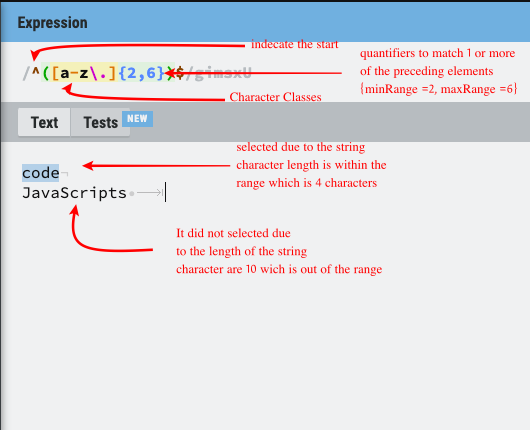 Expression
indecate the start
/^([a-z\.]{2,6})$/gimsxU
quantifiers to match 1 or more
of the preceding elements
{minRange =2, maxRange =6}
Character Classes
Text Tests NEW
selected due to the string
character length is within the
range which is 4 characters
code
JavaScripts
It did not selected due
to the length of the string
character are 10 wich is out of the range